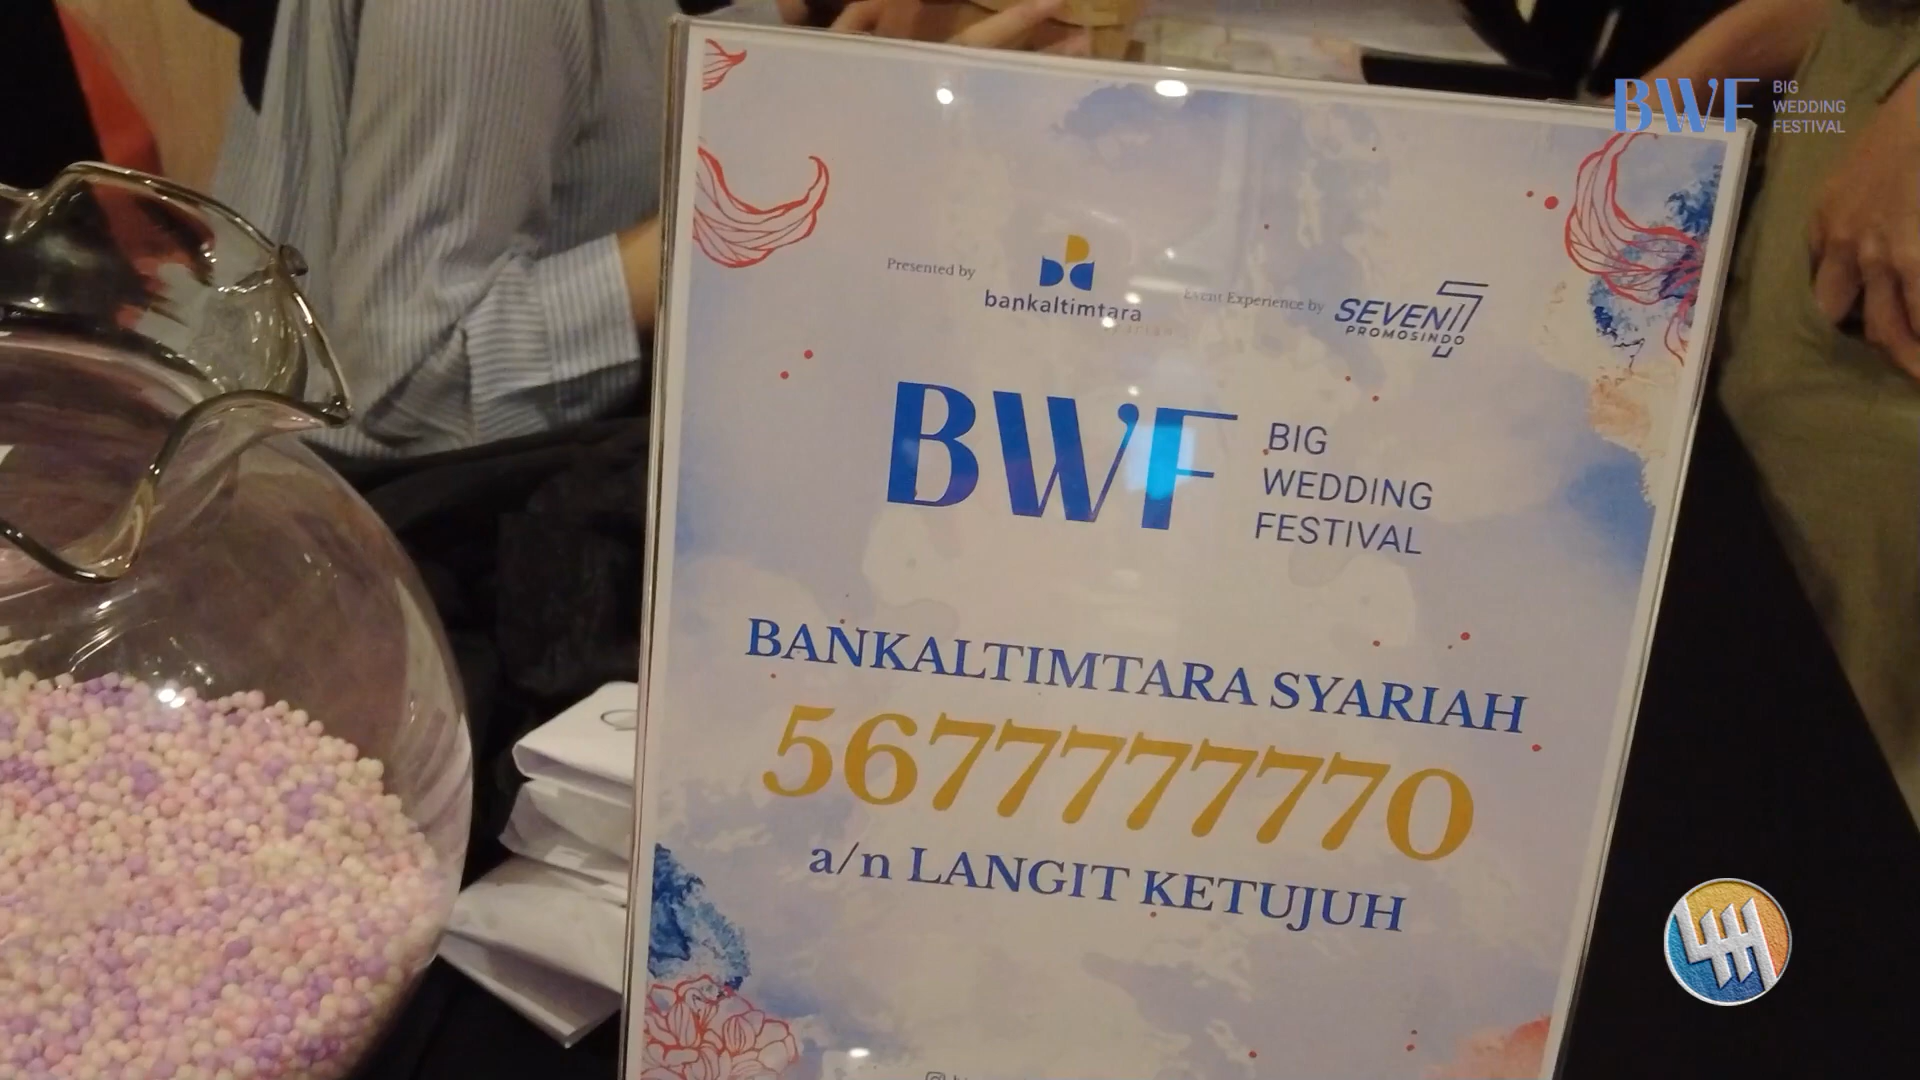 BWF BIG
WEDDING
FESTIVAL
Presented by
bankaltimtara
Event Experience by
SEVEN
PROMOSINDO
BWF BIG
WEDDING
FESTIVAL
BANKALTIMTARA SYARIAH
5677777770
a/n LANGIT KETUJUH